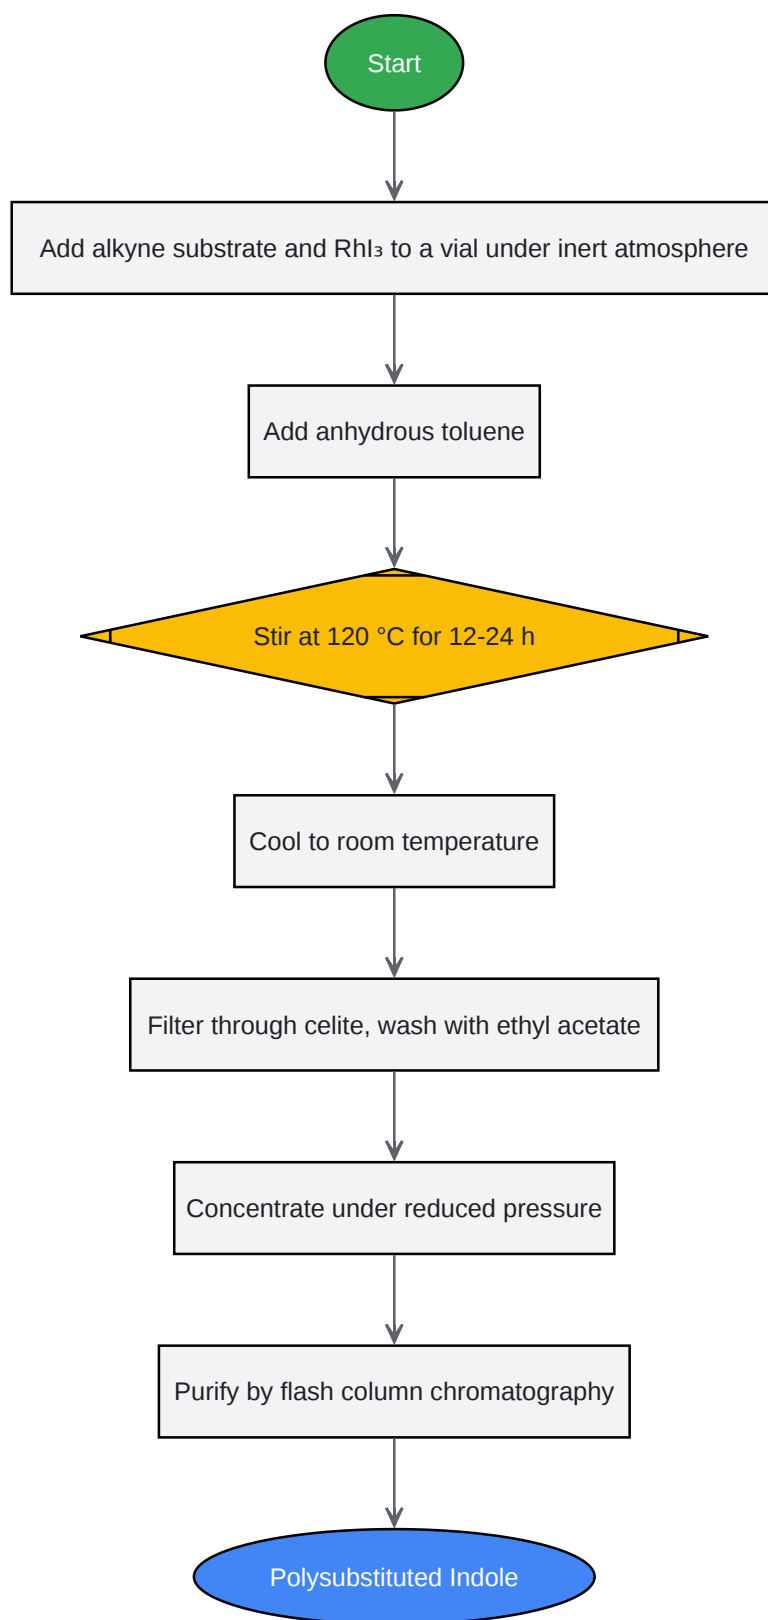 Start
Add alkyne substrate and RhI₃ to a vial under inert atmosphere
Add anhydrous toluene
Stir at 120 °C for 12-24 h
Cool to room temperature
Filter through celite, wash with ethyl acetate
Concentrate under reduced pressure
Purify by flash column chromatography
Polysubstituted Indole